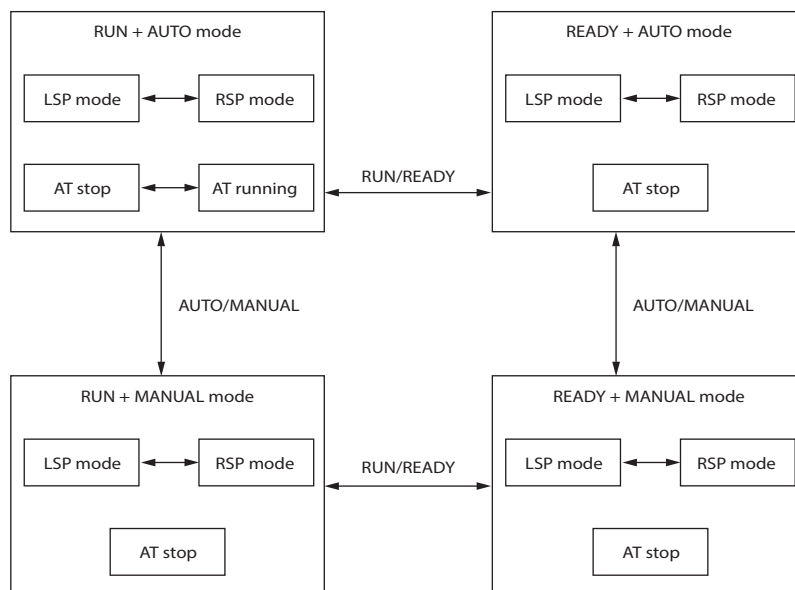 RUN + AUTO mode
LSP mode
RSP mode
AT stop
AT running
RUN/READY
READY + AUTO mode
LSP mode
RSP mode
AT stop
AUTO/MANUAL
AUTO/MANUAL
RUN + MANUAL mode
LSP mode
RSP mode
AT stop
RUN/READY
READY + MANUAL mode
LSP mode
RSP mode
AT stop